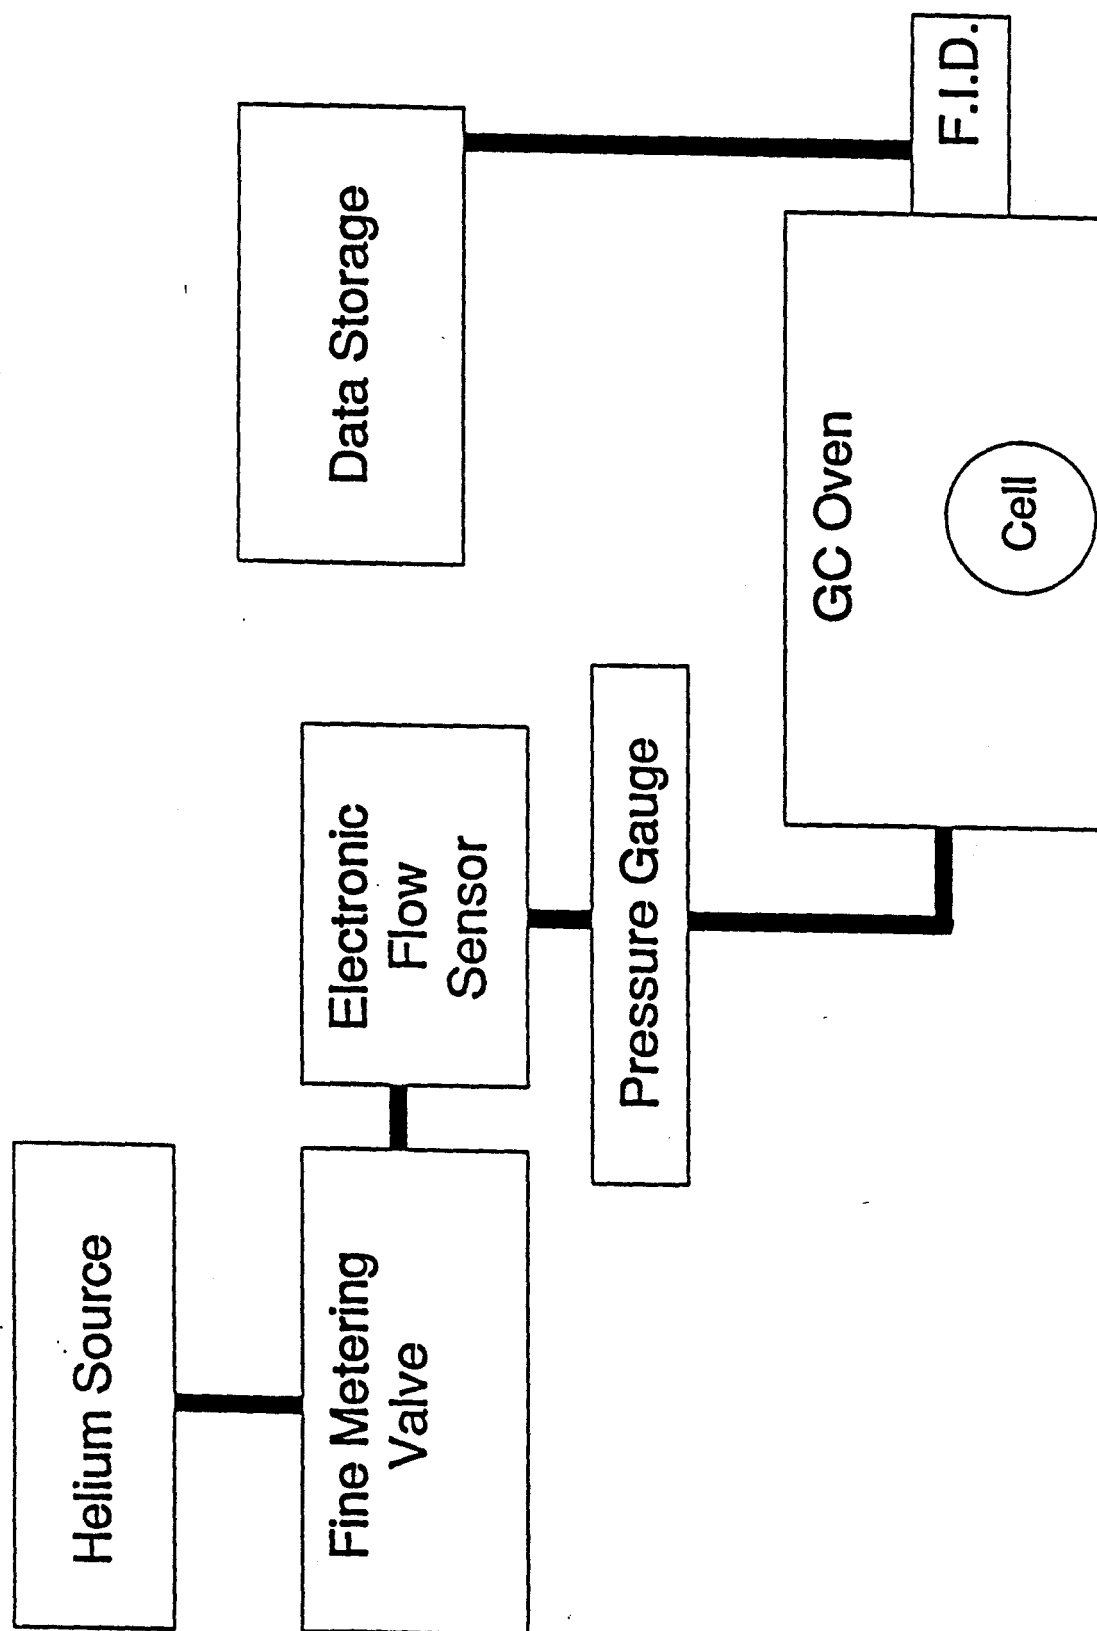 Helium Source
Fine Metering
Valve
Electronic
Flow
Sensor
Pressure Gauge
Data Storage
GC Oven
Cell
F.I.D.